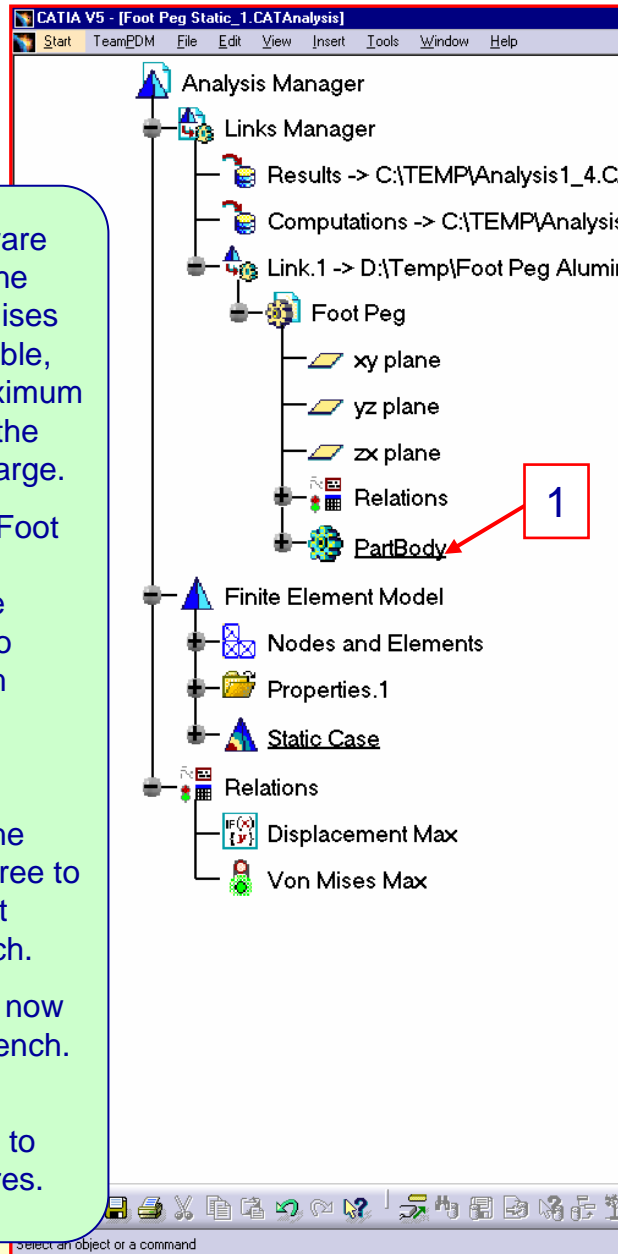 CATIA V5 - [Foot Peg Static_1.CATAnalysis]
Start TeamPDM File Edit View Insert Tools Window Help
Analysis Manager
Links Manager
Results -> C:\TEMP\Analysis1_4.C
Computations -> C:\TEMP\Analysis
Link.1 -> D:\Temp\Foot Peg Alumi
Foot Peg
xy plane
yz plane
zx plane
Relations
PartBody
1
Finite Element Model
Nodes and Elements
Properties.1
Static Case
Relations
Displacement Max
Von Mises Max
are
ne
ises
ble,
ximum
the
arge.
Foot
e
o
n
ne
ree to
t
ch.
now
ench.
to
res.
Select an object or a command